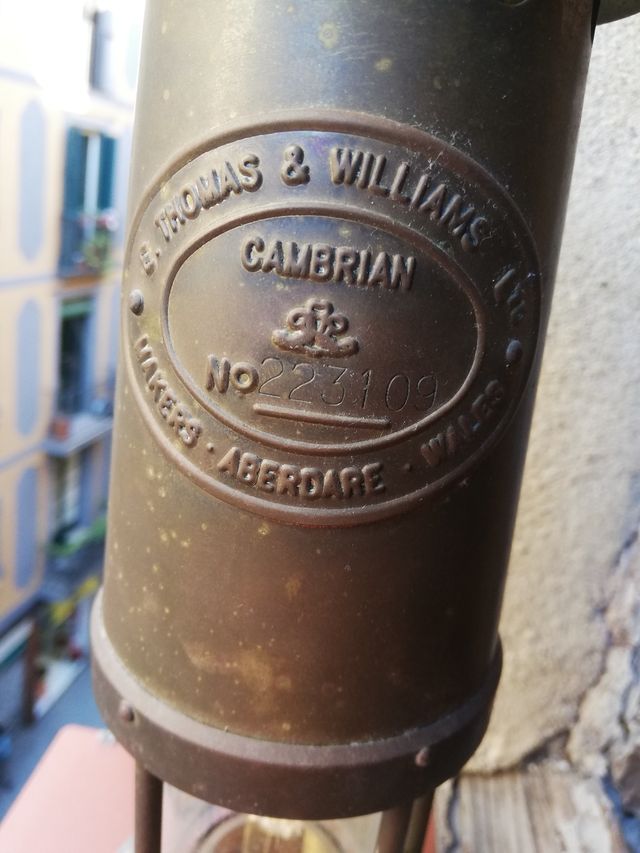 E. THOMAS & WILLIAMS LTD.
CAMBRIAN
No 223109
MAKERS · ABERDARE · WALES